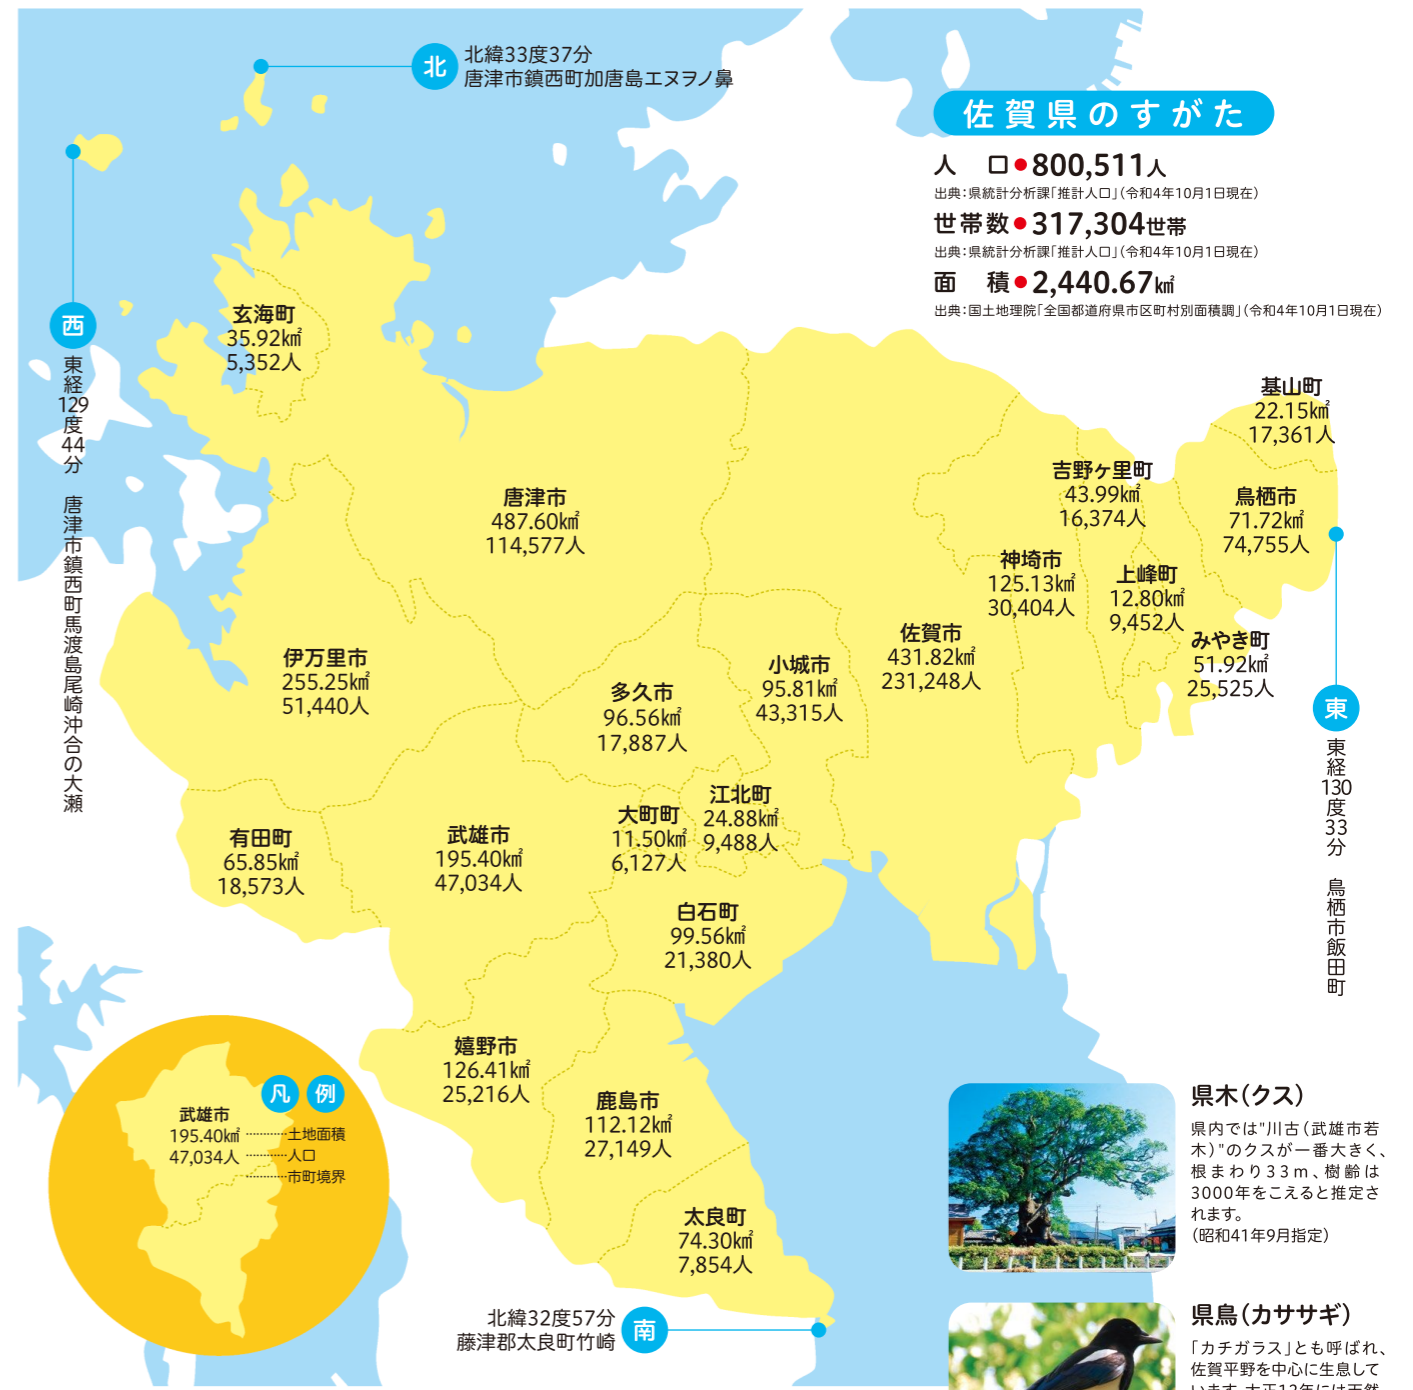 北
北緯33度37分
唐津市鎮西町加唐島エヌヲノ鼻
佐賀県のすがた
人 口●800,511人
出典:県統計分析課「推計人口」(令和4年10月1日現在)
世帯数●317,304世帯
出典:県統計分析課「推計人口」(令和4年10月1日現在)
面 積●2,440.67㎢
出典:国土地理院「全国都道府県市区町村別面積調」(令和4年10月1日現在)
西
東経129度44分 唐津市鎮西町馬渡島尾崎沖合の大瀬
玄海町
35.92㎢
5,352人
基山町
22.15㎢
17,361人
吉野ヶ里町
43.99㎢
16,374人
鳥栖市
71.72㎢
74,755人
唐津市
487.60㎢
114,577人
神埼市
125.13㎢
30,404人
上峰町
12.80㎢
9,452人
みやき町
51.92㎢
25,525人
佐賀市
431.82㎢
231,248人
小城市
95.81㎢
43,315人
伊万里市
255.25㎢
51,440人
多久市
96.56㎢
17,887人
東
東経130度33分 鳥栖市飯田町
江北町
24.88㎢
9,488人
大町町
11.50㎢
6,127人
武雄市
195.40㎢
47,034人
有田町
65.85㎢
18,573人
白石町
99.56㎢
21,380人
嬉野市
126.41㎢
25,216人
鹿島市
112.12㎢
27,149人
太良町
74.30㎢
7,854人
北緯32度57分
藤津郡太良町竹崎
南
凡例
武雄市
195.40㎢
土地面積
47,034人
人口
市町境界
県木(クス)
県内では"川古(武雄市若
木)"のクスが一番大きく、
根まわり33m、樹齢は
3000年をこえると推定さ
れます。
(昭和41年9月指定)
県鳥(カササギ)
「カチガラス」とも呼ばれ、
佐賀平野を中心に生息して